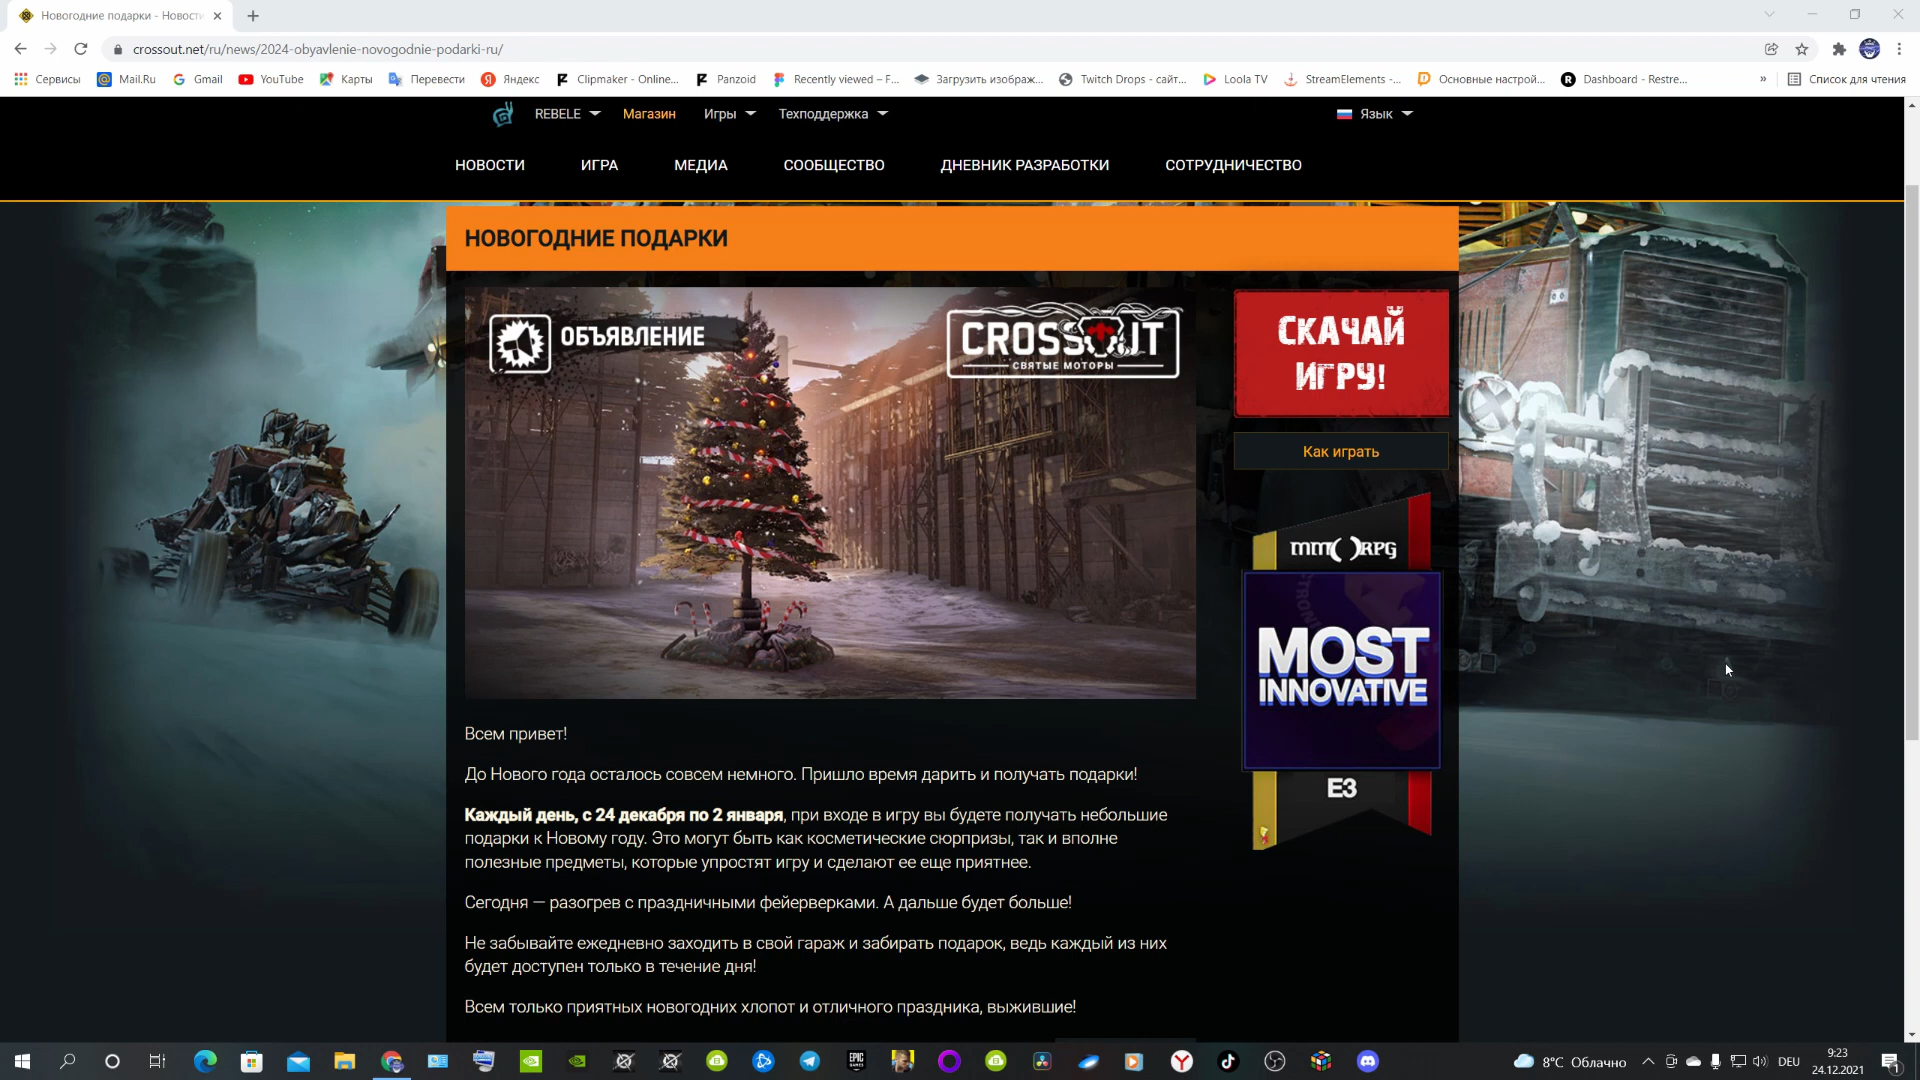 Новогодние подарки - Новости
crossout.net/ru/news/2024-obyavlenie-novogodnie-podarki-ru/
Сервисы Mail.Ru Gmail YouTube Карты Перевести Яндекс Clipmaker - Online... Panzoid Recently viewed – F... Загрузить изображ... Twitch Drops - сайт... Loola TV StreamElements -... Основные настрой... Dashboard - Restre... » Список для чтения
REBELE Магазин Игры Техподдержка Язык
НОВОСТИ ИГРА МЕДИА СООБЩЕСТВО ДНЕВНИК РАЗРАБОТКИ СОТРУДНИЧЕСТВО
НОВОГОДНИЕ ПОДАРКИ
ОБЪЯВЛЕНИЕ
CROSSOUT
СВЯТЫЕ МОТОРЫ
СКАЧАЙ
ИГРУ!
Как играть
MMORPG
MOST
INNOVATIVE
E3
Всем привет!
До Нового года осталось совсем немного. Пришло время дарить и получать подарки!
Каждый день, с 24 декабря по 2 января, при входе в игру вы будете получать небольшие
подарки к Новому году. Это могут быть как косметические сюрпризы, так и вполне
полезные предметы, которые упростят игру и сделают ее еще приятнее.
Сегодня — разогрев с праздничными фейерверками. А дальше будет больше!
Не забывайте ежедневно заходить в свой гараж и забирать подарок, ведь каждый из них
будет доступен только в течение дня!
Всем только приятных новогодних хлопот и отличного праздника, выжившие!
EPIC GAMES
8°C Облачно DEU
9:23
24.12.2021
1